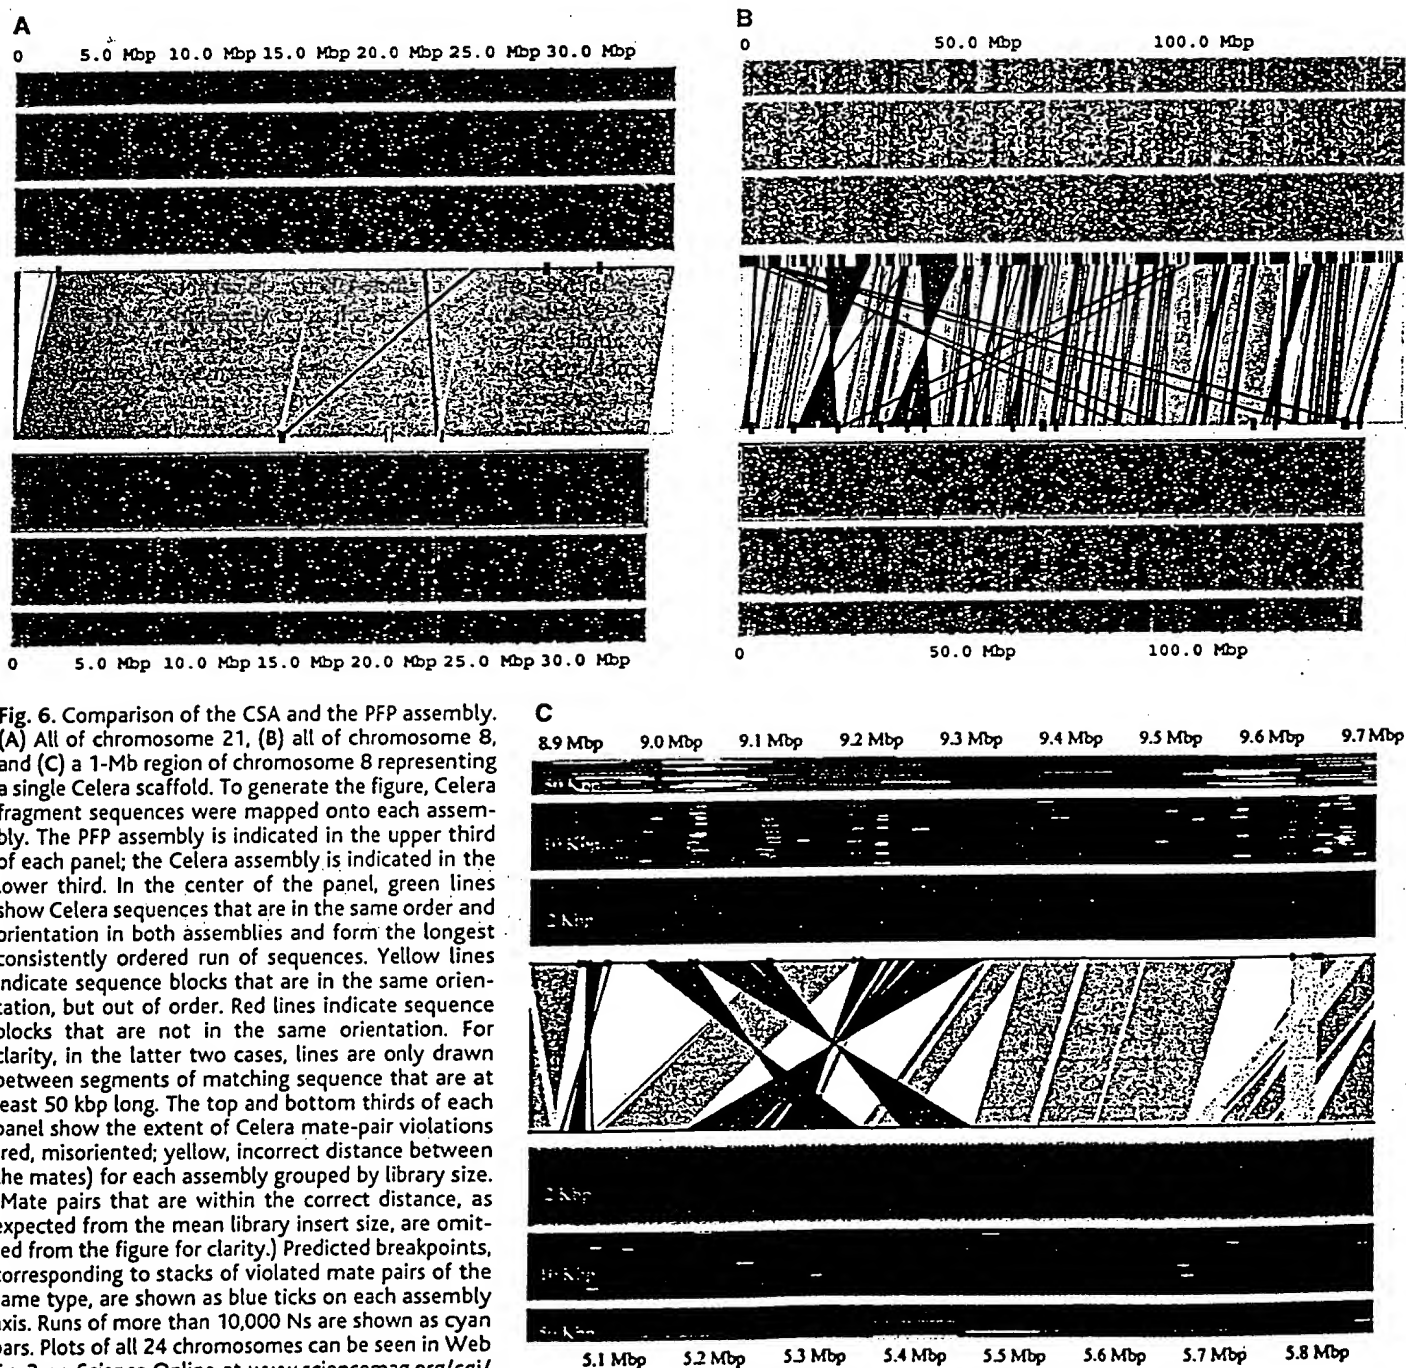 A
0 5.0 Mbp 10.0 Mbp 15.0 Mbp 20.0 Mbp 25.0 Mbp 30.0 Mbp
0 5.0 Mbp 10.0 Mbp 15.0 Mbp 20.0 Mbp 25.0 Mbp 30.0 Mbp
B
0 50.0 Mbp 100.0 Mbp
0 50.0 Mbp 100.0 Mbp
Fig. 6. Comparison of the CSA and the PFP assembly.
(A) All of chromosome 21, (B) all of chromosome 8,
and (C) a 1-Mb region of chromosome 8 representing
a single Celera scaffold. To generate the figure, Celera
fragment sequences were mapped onto each assem-
bly. The PFP assembly is indicated in the upper third
of each panel; the Celera assembly is indicated in the
lower third. In the center of the panel, green lines
show Celera sequences that are in the same order and
orientation in both assemblies and form the longest
consistently ordered run of sequences. Yellow lines
indicate sequence blocks that are in the same orien-
tation, but out of order. Red lines indicate sequence
blocks that are not in the same orientation. For
clarity, in the latter two cases, lines are only drawn
between segments of matching sequence that are at
least 50 kbp long. The top and bottom thirds of each
panel show the extent of Celera mate-pair violations
red, misoriented; yellow, incorrect distance between
the mates) for each assembly grouped by library size.
Mate pairs that are within the correct distance, as
expected from the mean library insert size, are omit-
ted from the figure for clarity.) Predicted breakpoints,
corresponding to stacks of violated mate pairs of the
same type, are shown as blue ticks on each assembly
axis. Runs of more than 10,000 Ns are shown as cyan
bars. Plots of all 24 chromosomes can be seen in Web
C
8.9 Mbp 9.0 Mbp 9.1 Mbp 9.2 Mbp 9.3 Mbp 9.4 Mbp 9.5 Mbp 9.6 Mbp 9.7 Mbp
50 Kbp
10 Kbp
2 Kbp
2 Kbp
10 Kbp
50 Kbp
5.1 Mbp 5.2 Mbp 5.3 Mbp 5.4 Mbp 5.5 Mbp 5.6 Mbp 5.7 Mbp 5.8 Mbp